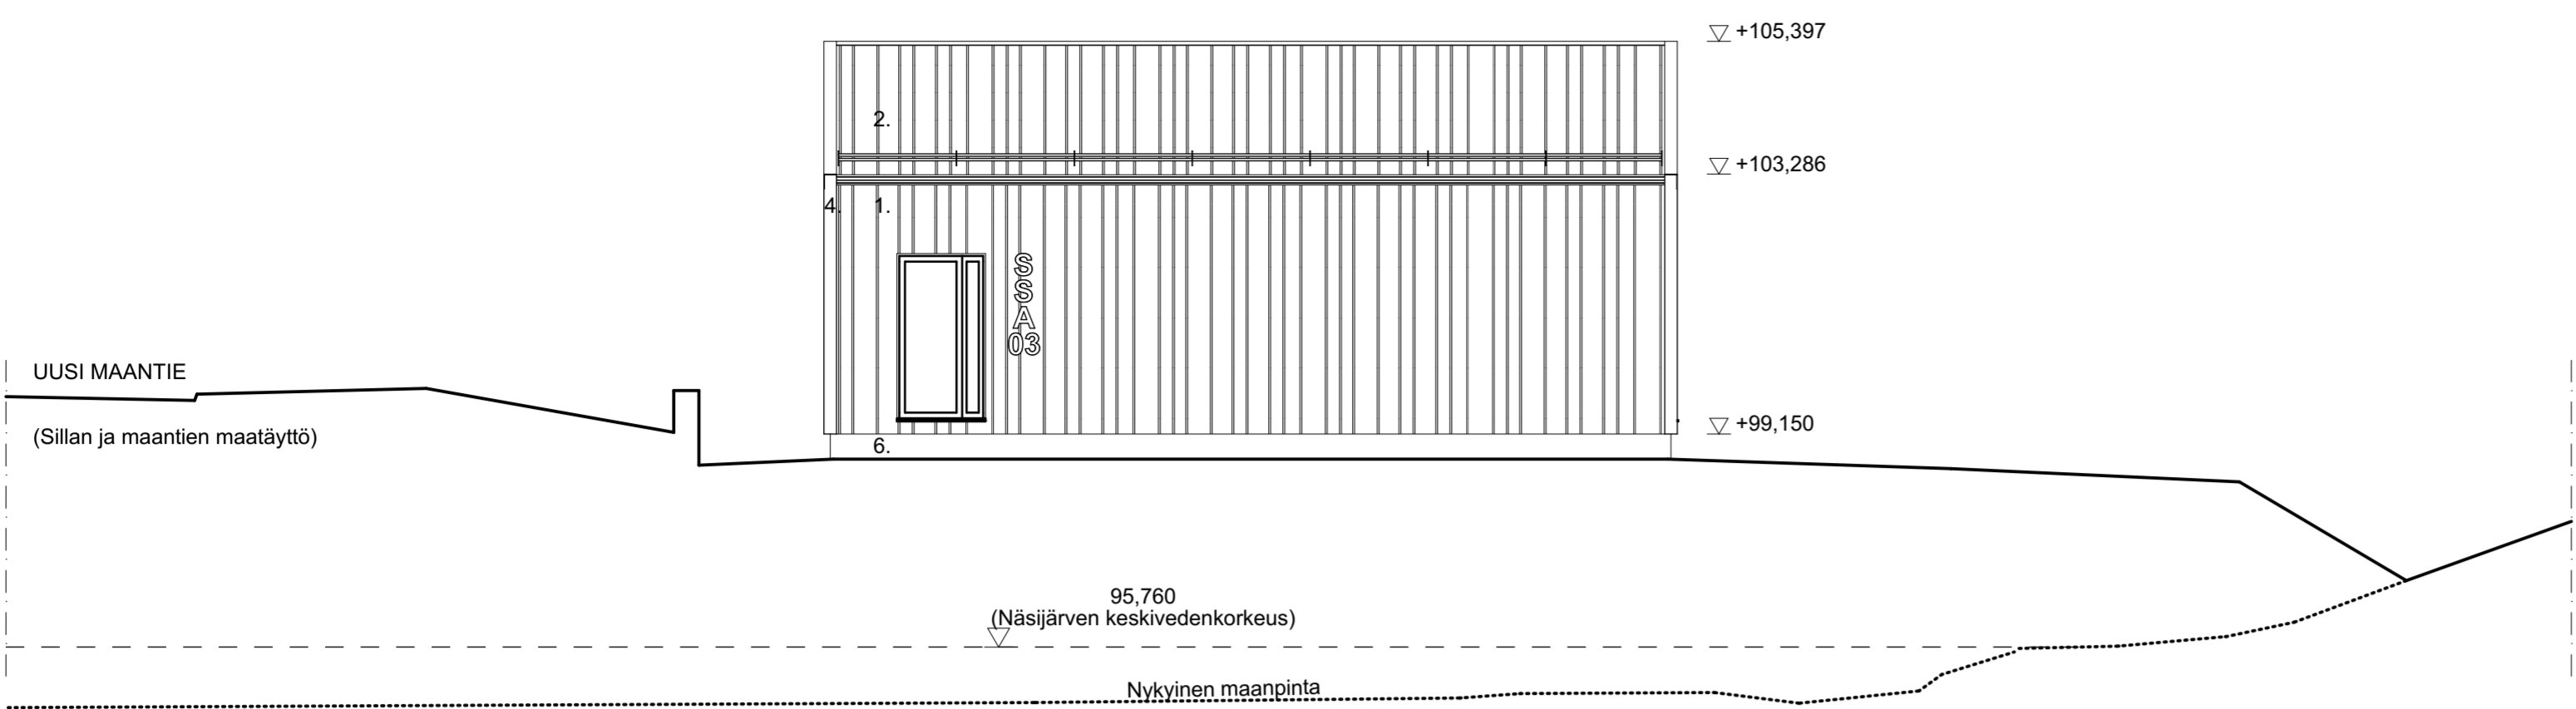 +105,397
2.
+103,286
4. 1.
S
S
A
03
UUSI MAANTIE
(Sillan ja maantien maatäyttö)
+99,150
6.
95,760
(Näsijärven keskivedenkorkeus)
Nykyinen maanpinta